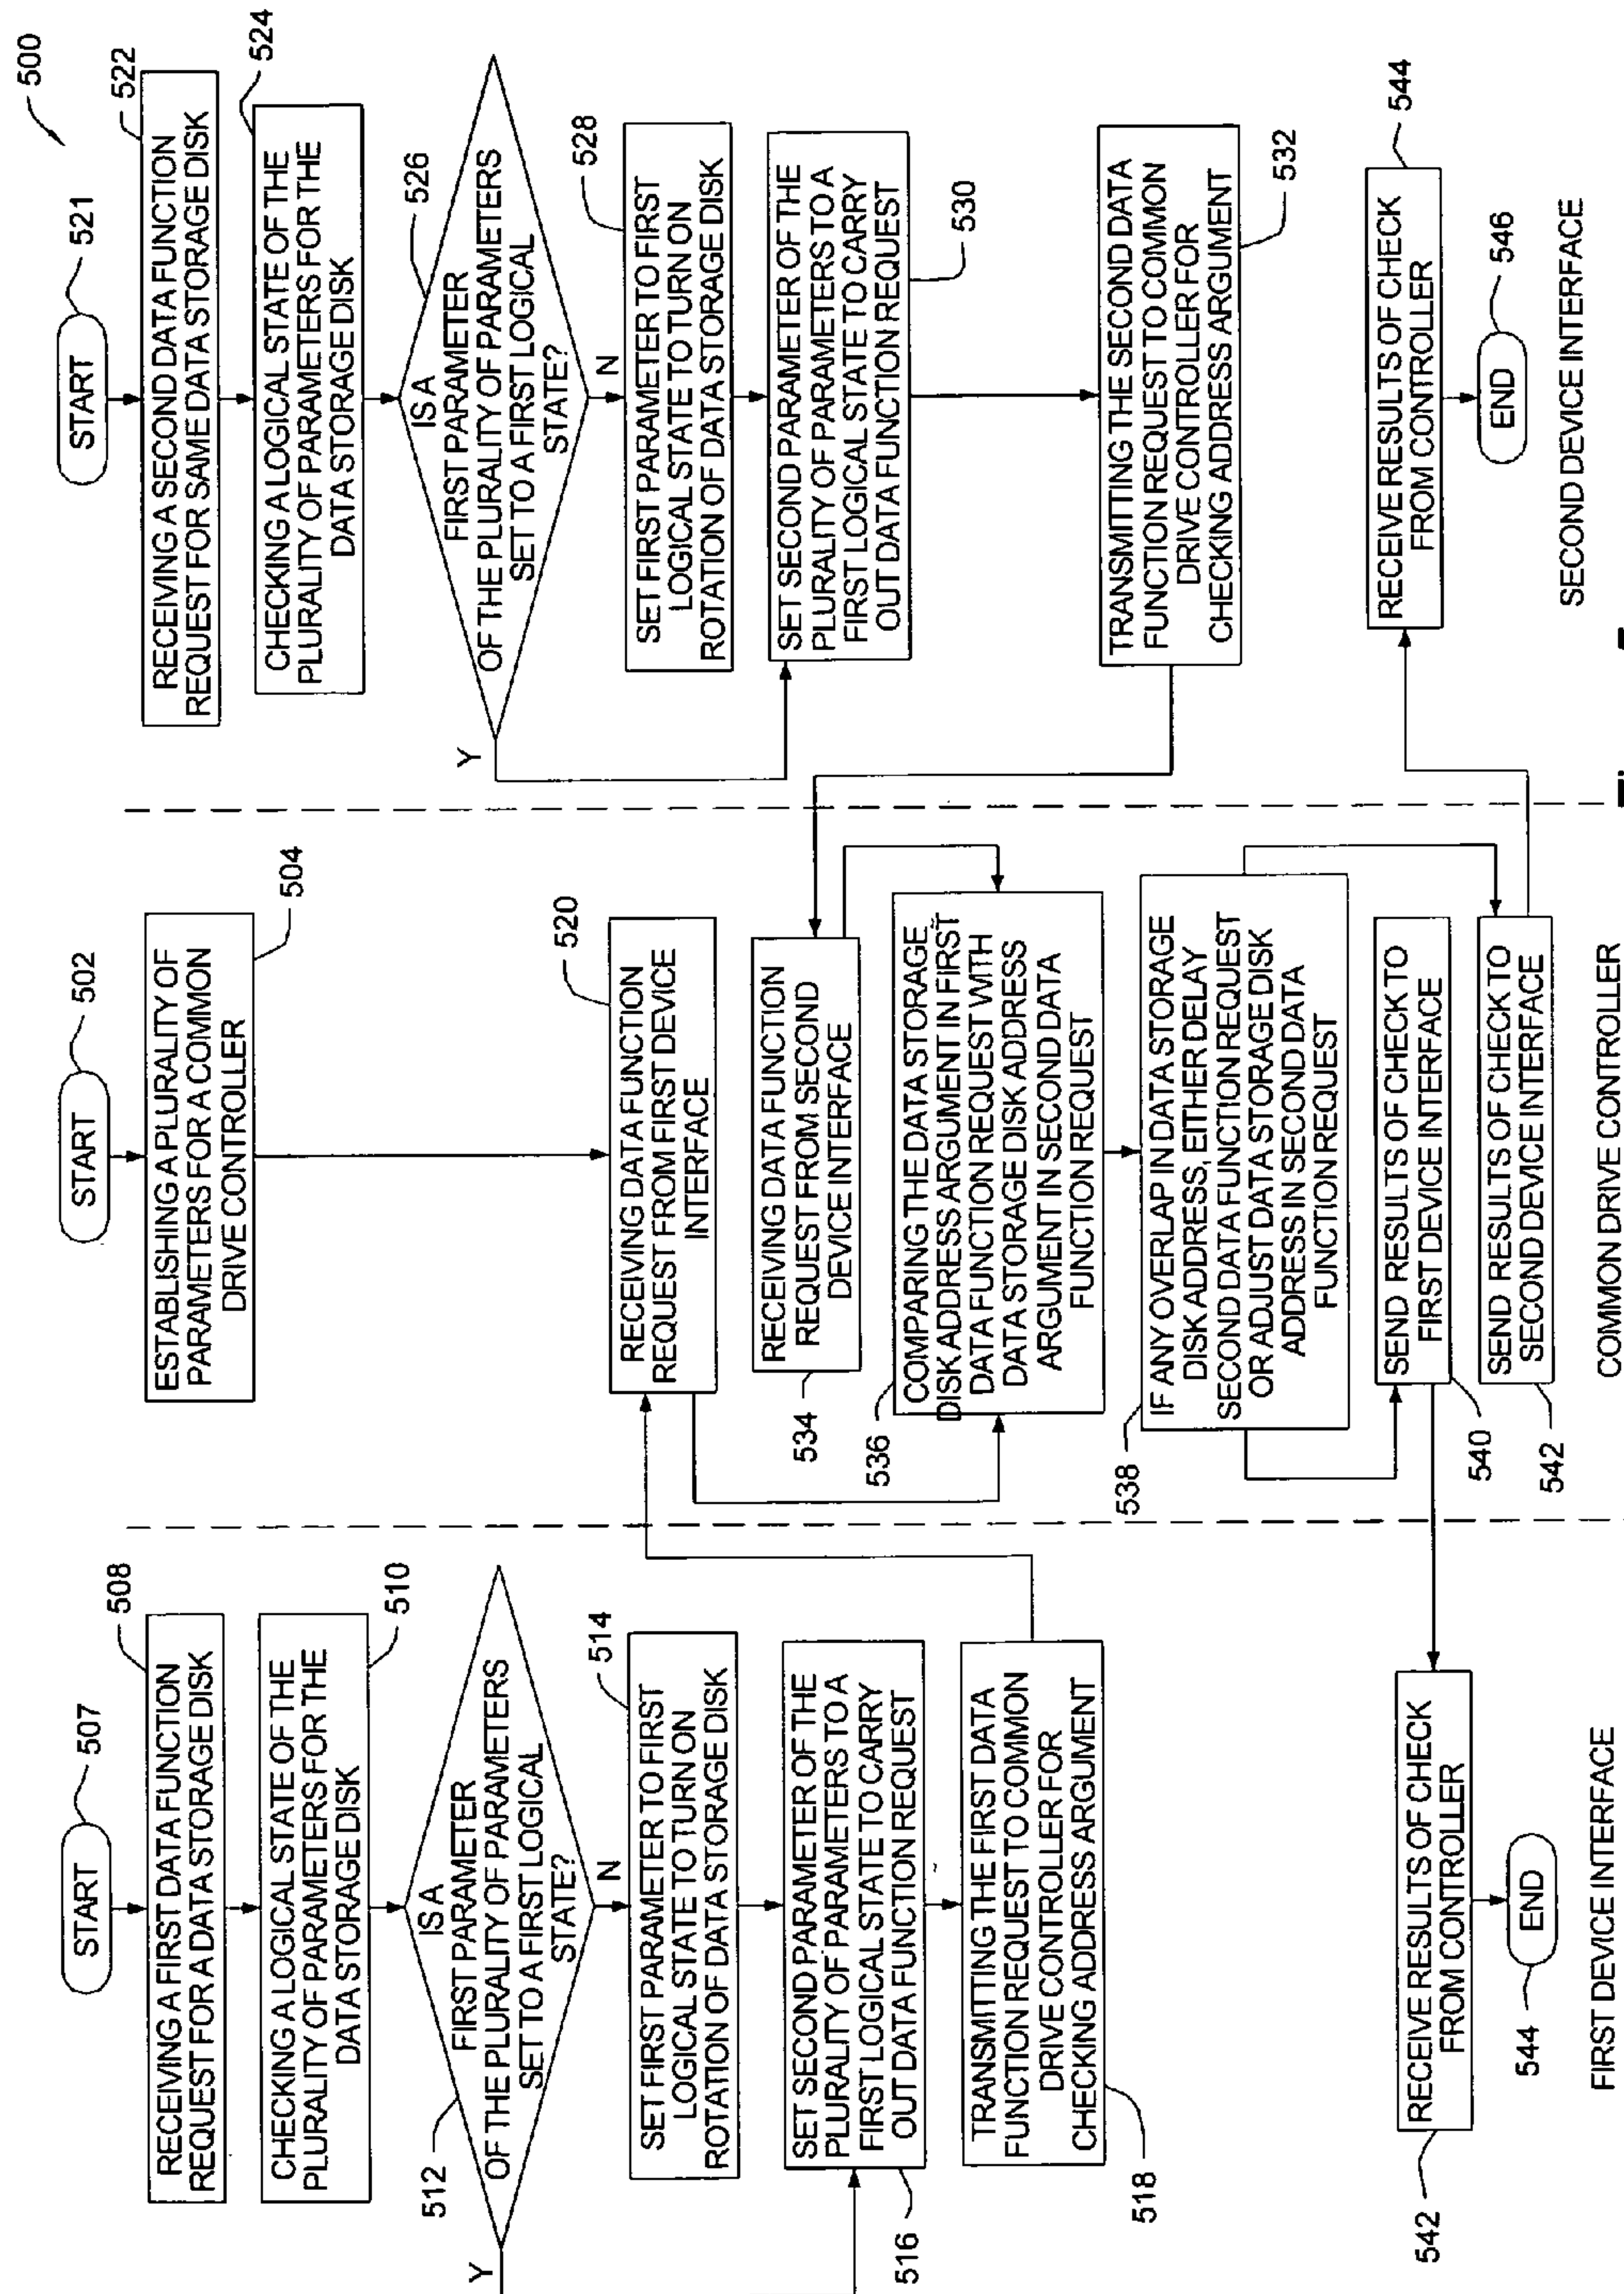 500
START
507
RECEIVING A FIRST DATA FUNCTION
REQUEST FOR A DATA STORAGE DISK
508
CHECKING A LOGICAL STATE OF THE
PLURALITY OF PARAMETERS FOR THE
DATA STORAGE DISK
510
IS A
FIRST PARAMETER
OF THE PLURALITY OF PARAMETERS
SET TO A FIRST LOGICAL
STATE?
512
Y
N
SET FIRST PARAMETER TO FIRST
LOGICAL STATE TO TURN ON
ROTATION OF DATA STORAGE DISK
514
SET SECOND PARAMETER OF THE
PLURALITY OF PARAMETERS TO A
FIRST LOGICAL STATE TO CARRY
OUT DATA FUNCTION REQUEST
516
TRANSMITTING THE FIRST DATA
FUNCTION REQUEST TO COMMON
DRIVE CONTROLLER FOR
CHECKING ADDRESS ARGUMENT
518
RECEIVE RESULTS OF CHECK
FROM CONTROLLER
542
END
544
FIRST DEVICE INTERFACE
START
502
ESTABLISHING A PLURALITY OF
PARAMETERS FOR A COMMON
DRIVE CONTROLLER
504
RECEIVING DATA FUNCTION
REQUEST FROM FIRST DEVICE
INTERFACE
520
RECEIVING DATA FUNCTION
REQUEST FROM SECOND
DEVICE INTERFACE
534
COMPARING THE DATA STORAGE
DISK ADDRESS ARGUMENT IN FIRST
DATA FUNCTION REQUEST WITH
DATA STORAGE DISK ADDRESS
ARGUMENT IN SECOND DATA
FUNCTION REQUEST
536
IF ANY OVERLAP IN DATA STORAGE
DISK ADDRESS, EITHER DELAY
SECOND DATA FUNCTION REQUEST
OR ADJUST DATA STORAGE DISK
ADDRESS IN SECOND DATA
FUNCTION REQUEST
538
SEND RESULTS OF CHECK TO
FIRST DEVICE INTERFACE
540
SEND RESULTS OF CHECK TO
SECOND DEVICE INTERFACE
542
COMMON DRIVE CONTROLLER
START
521
RECEIVING A SECOND DATA FUNCTION
REQUEST FOR SAME DATA STORAGE DISK
522
CHECKING A LOGICAL STATE OF THE
PLURALITY OF PARAMETERS FOR THE
DATA STORAGE DISK
524
IS A
FIRST PARAMETER
OF THE PLURALITY OF PARAMETERS
SET TO A FIRST LOGICAL
STATE?
526
Y
N
SET FIRST PARAMETER TO FIRST
LOGICAL STATE TO TURN ON
ROTATION OF DATA STORAGE DISK
528
SET SECOND PARAMETER OF THE
PLURALITY OF PARAMETERS TO A
FIRST LOGICAL STATE TO CARRY
OUT DATA FUNCTION REQUEST
530
TRANSMITTING THE SECOND DATA
FUNCTION REQUEST TO COMMON
DRIVE CONTROLLER FOR
CHECKING ADDRESS ARGUMENT
532
RECEIVE RESULTS OF CHECK
FROM CONTROLLER
544
END
546
SECOND DEVICE INTERFACE